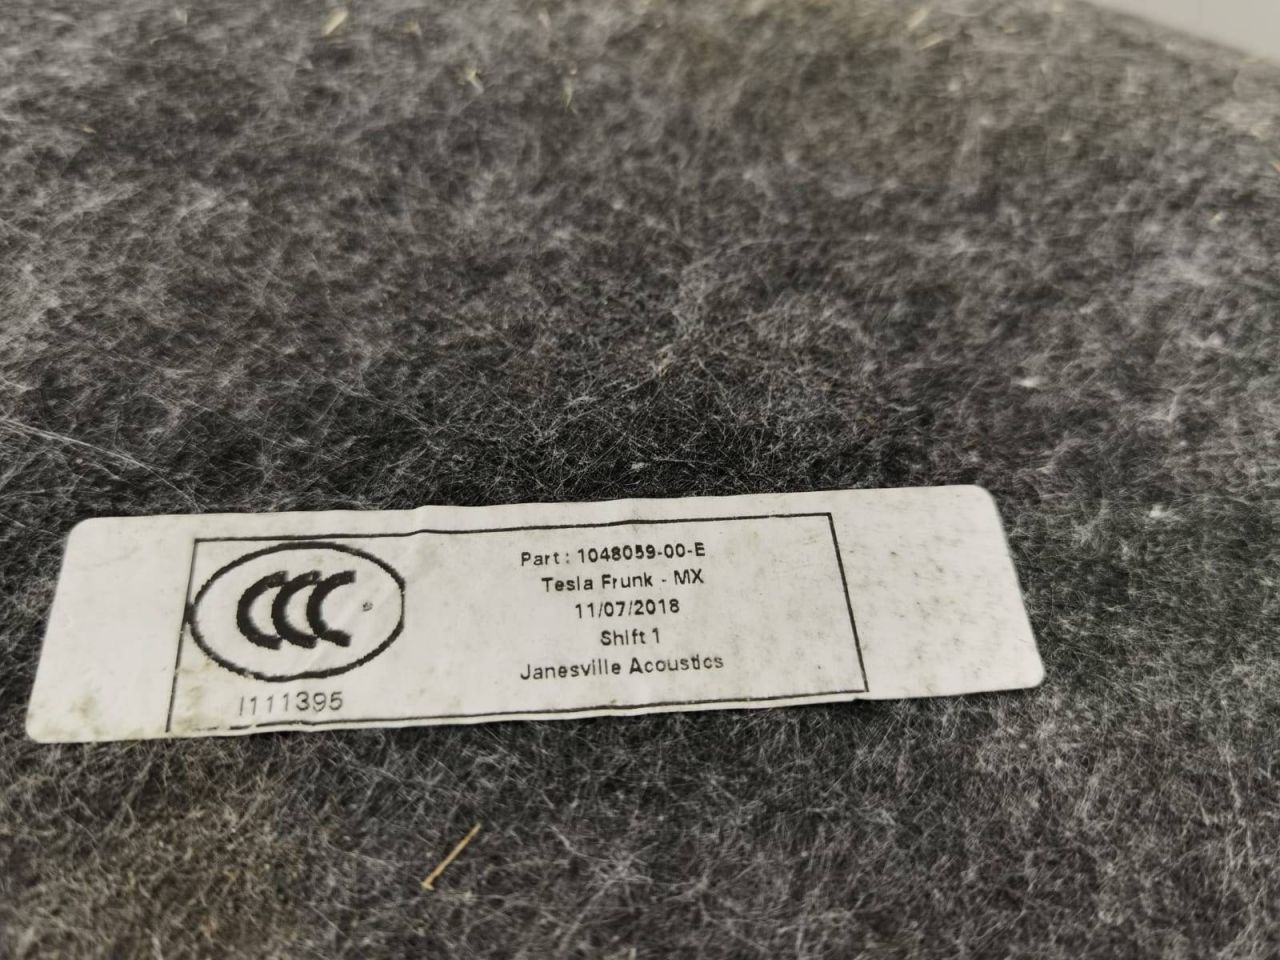 CCC
Part : 1048059-00-E
Tesla Frunk - MX
11/07/2018
Shift 1
Janesville Acoustics
I111395